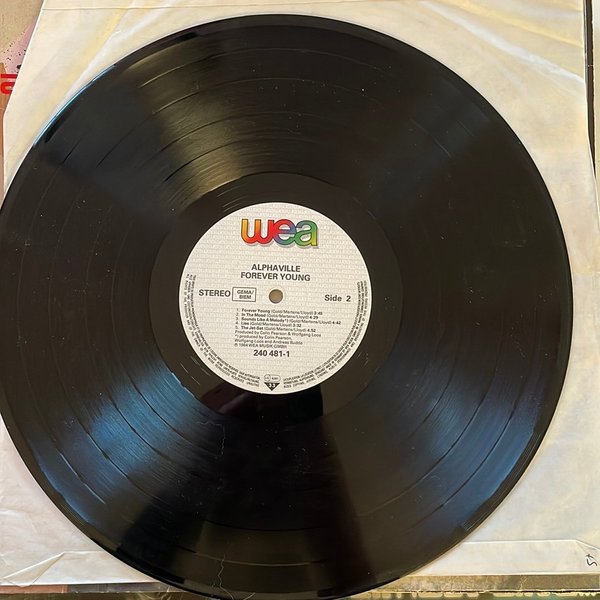 wea
ALPHAVILLE
FOREVER YOUNG
STEREO
GEMA/
BIEM
Side 2
1. Forever Young (Gold/Mertens/Lloyd) 3:45
2. In The Mood (Gold/Mertens/Lloyd) 4:29
3. Sounds Like A Melody*) (Gold/Mertens/Lloyd) 4:42
4. Lies (Gold/Mertens/Lloyd) 3:32
5. The Jet-Set (Gold/Mertens/Lloyd) 4:52
Produced by Colin Pearson & Wolfgang Loos
*) produced by Colin Pearson,
Wolfgang Loos and Andreas Budde
℗ 1984 WEA MUSIK GMBH
240 481-1
33